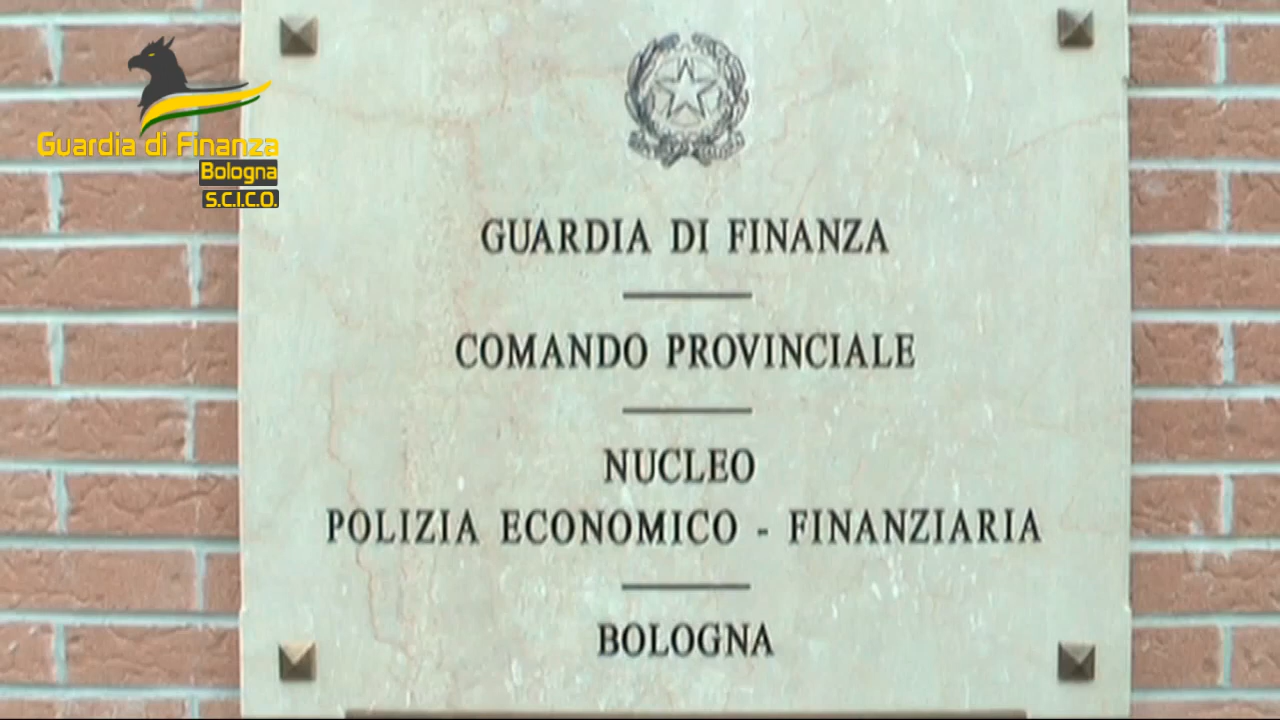 Guardia di Finanza
Bologna
S.C.I.C.O.
GUARDIA DI FINANZA
COMANDO PROVINCIALE
NUCLEO
POLIZIA ECONOMICO - FINANZIARIA
BOLOGNA